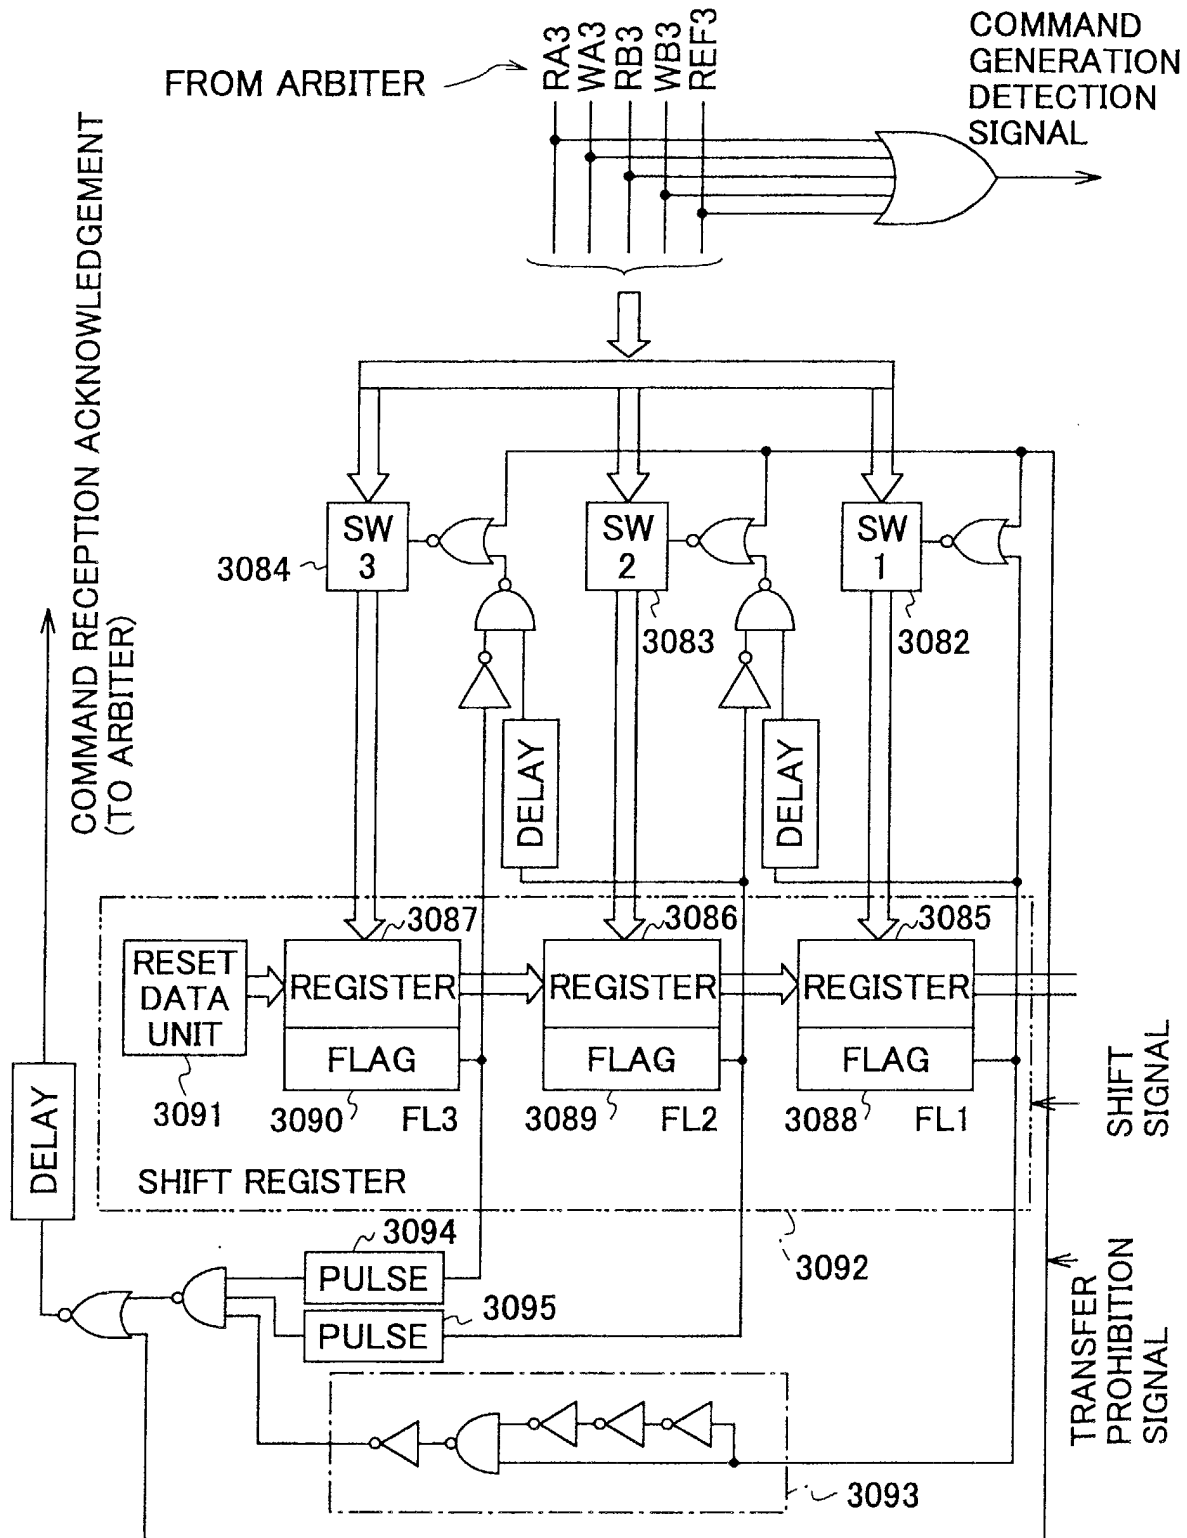 COMMAND
GENERATION
DETECTION
SIGNAL
FROM ARBITER
RA3
WA3
RB3
WB3
REF3
COMMAND RECEPTION ACKNOWLEDGEMENT
(TO ARBITER)
SW
3
3084
SW
2
3083
SW
1
3082
DELAY
DELAY
3087
3086
3085
RESET
DATA
UNIT
REGISTER
REGISTER
REGISTER
FLAG
FLAG
FLAG
3091
3090
FL3
3089
FL2
3088
FL1
SHIFT
SIGNAL
DELAY
SHIFT REGISTER
3092
3094
PULSE
3095
PULSE
TRANSFER
PROHIBITION
SIGNAL
3093